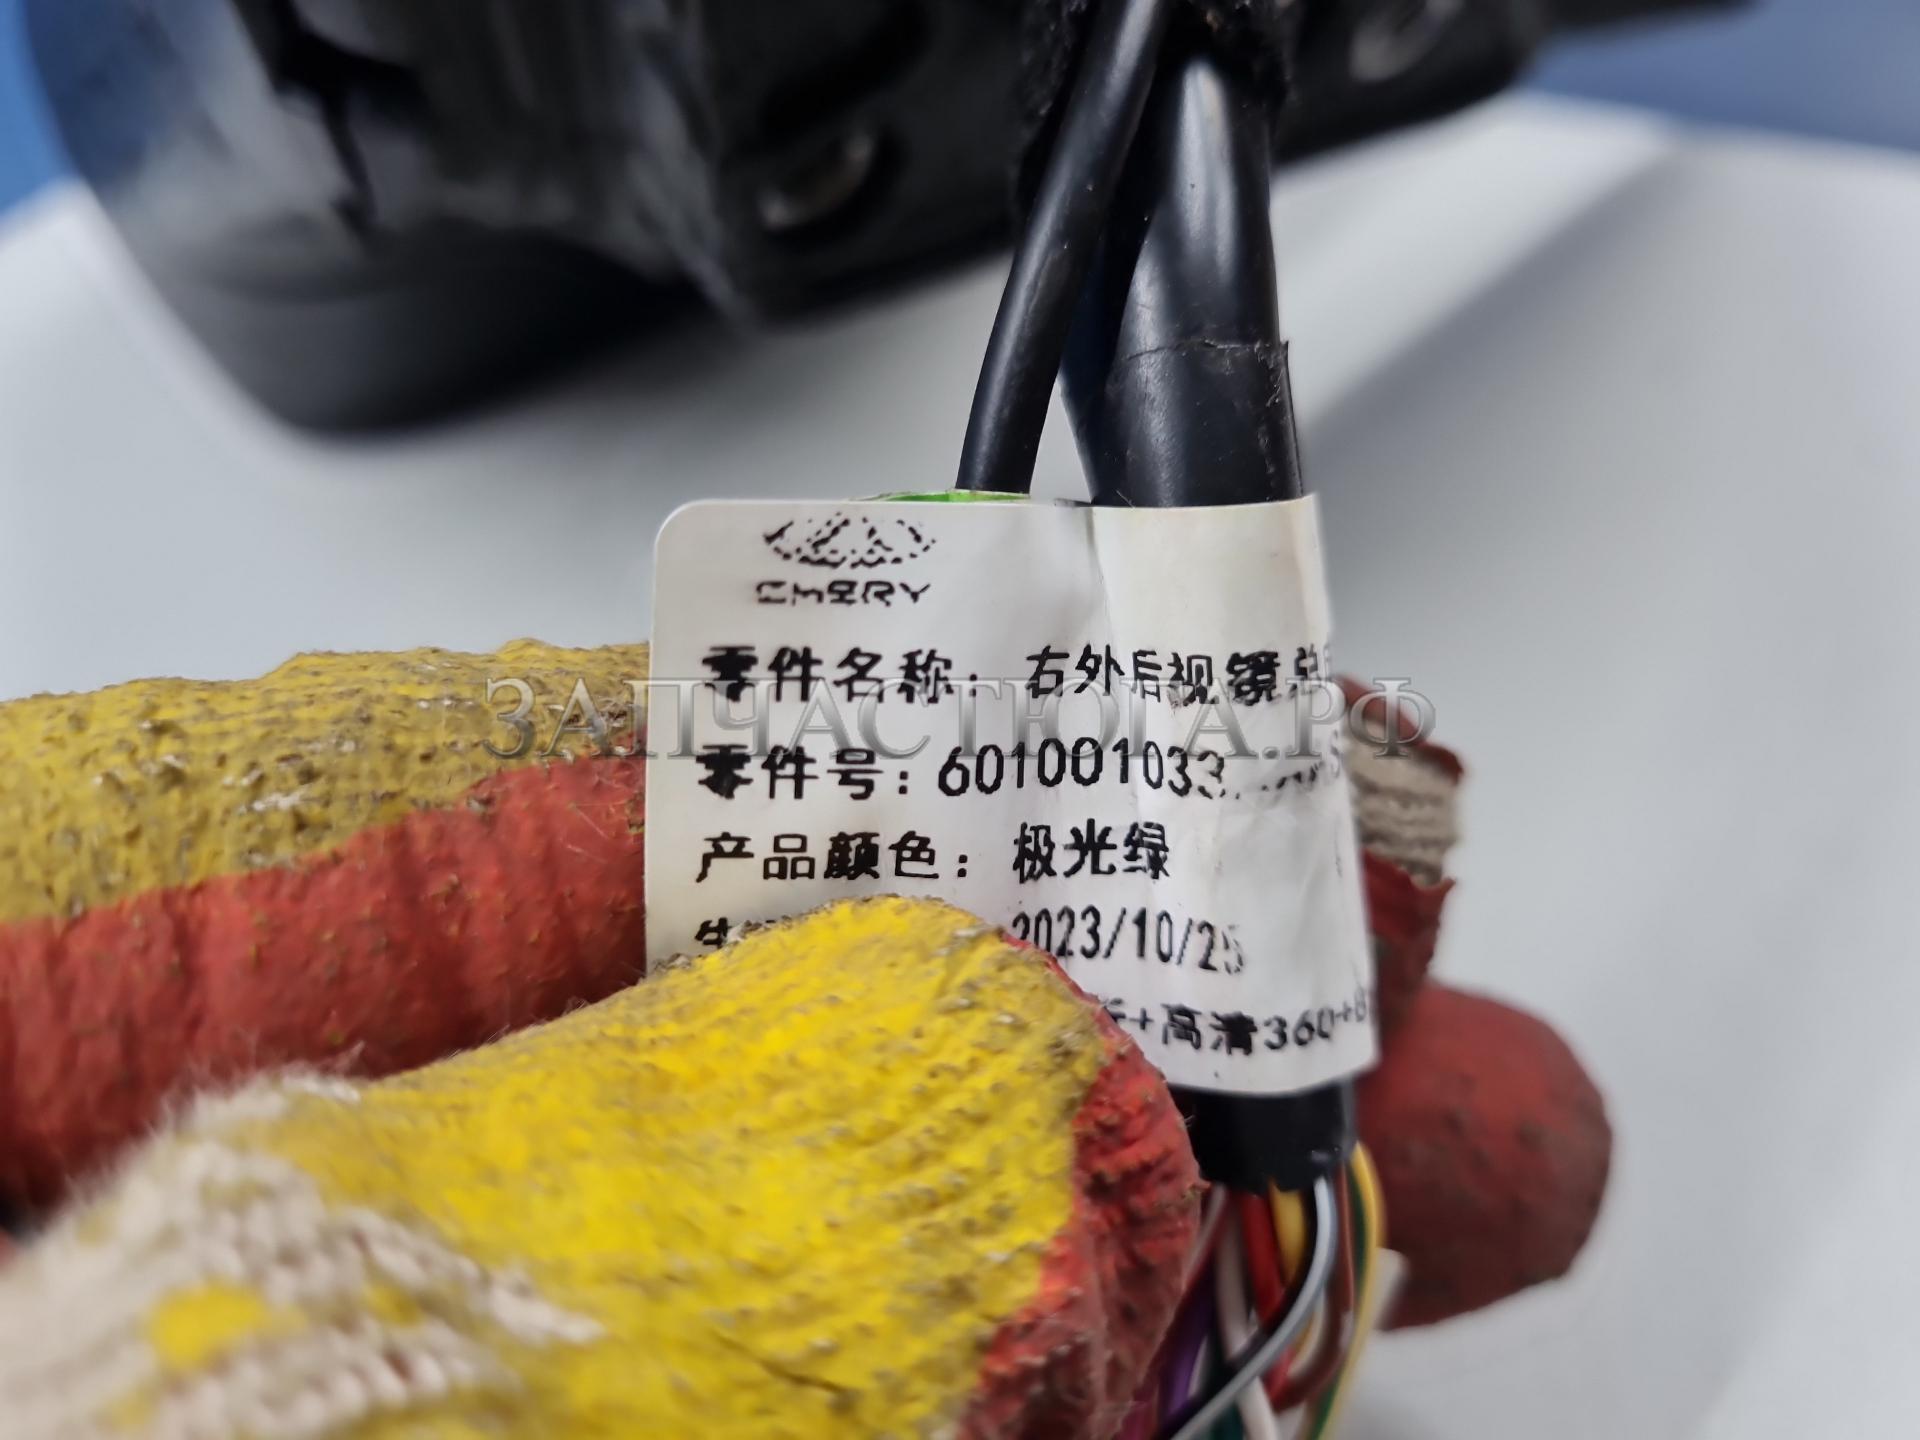 CHERY
零件名称：右外后视镜总
ЗАПЧАСТЮГА.РФ
零件号：601001033
产品颜色：极光绿
2023/10/25
+高清360+